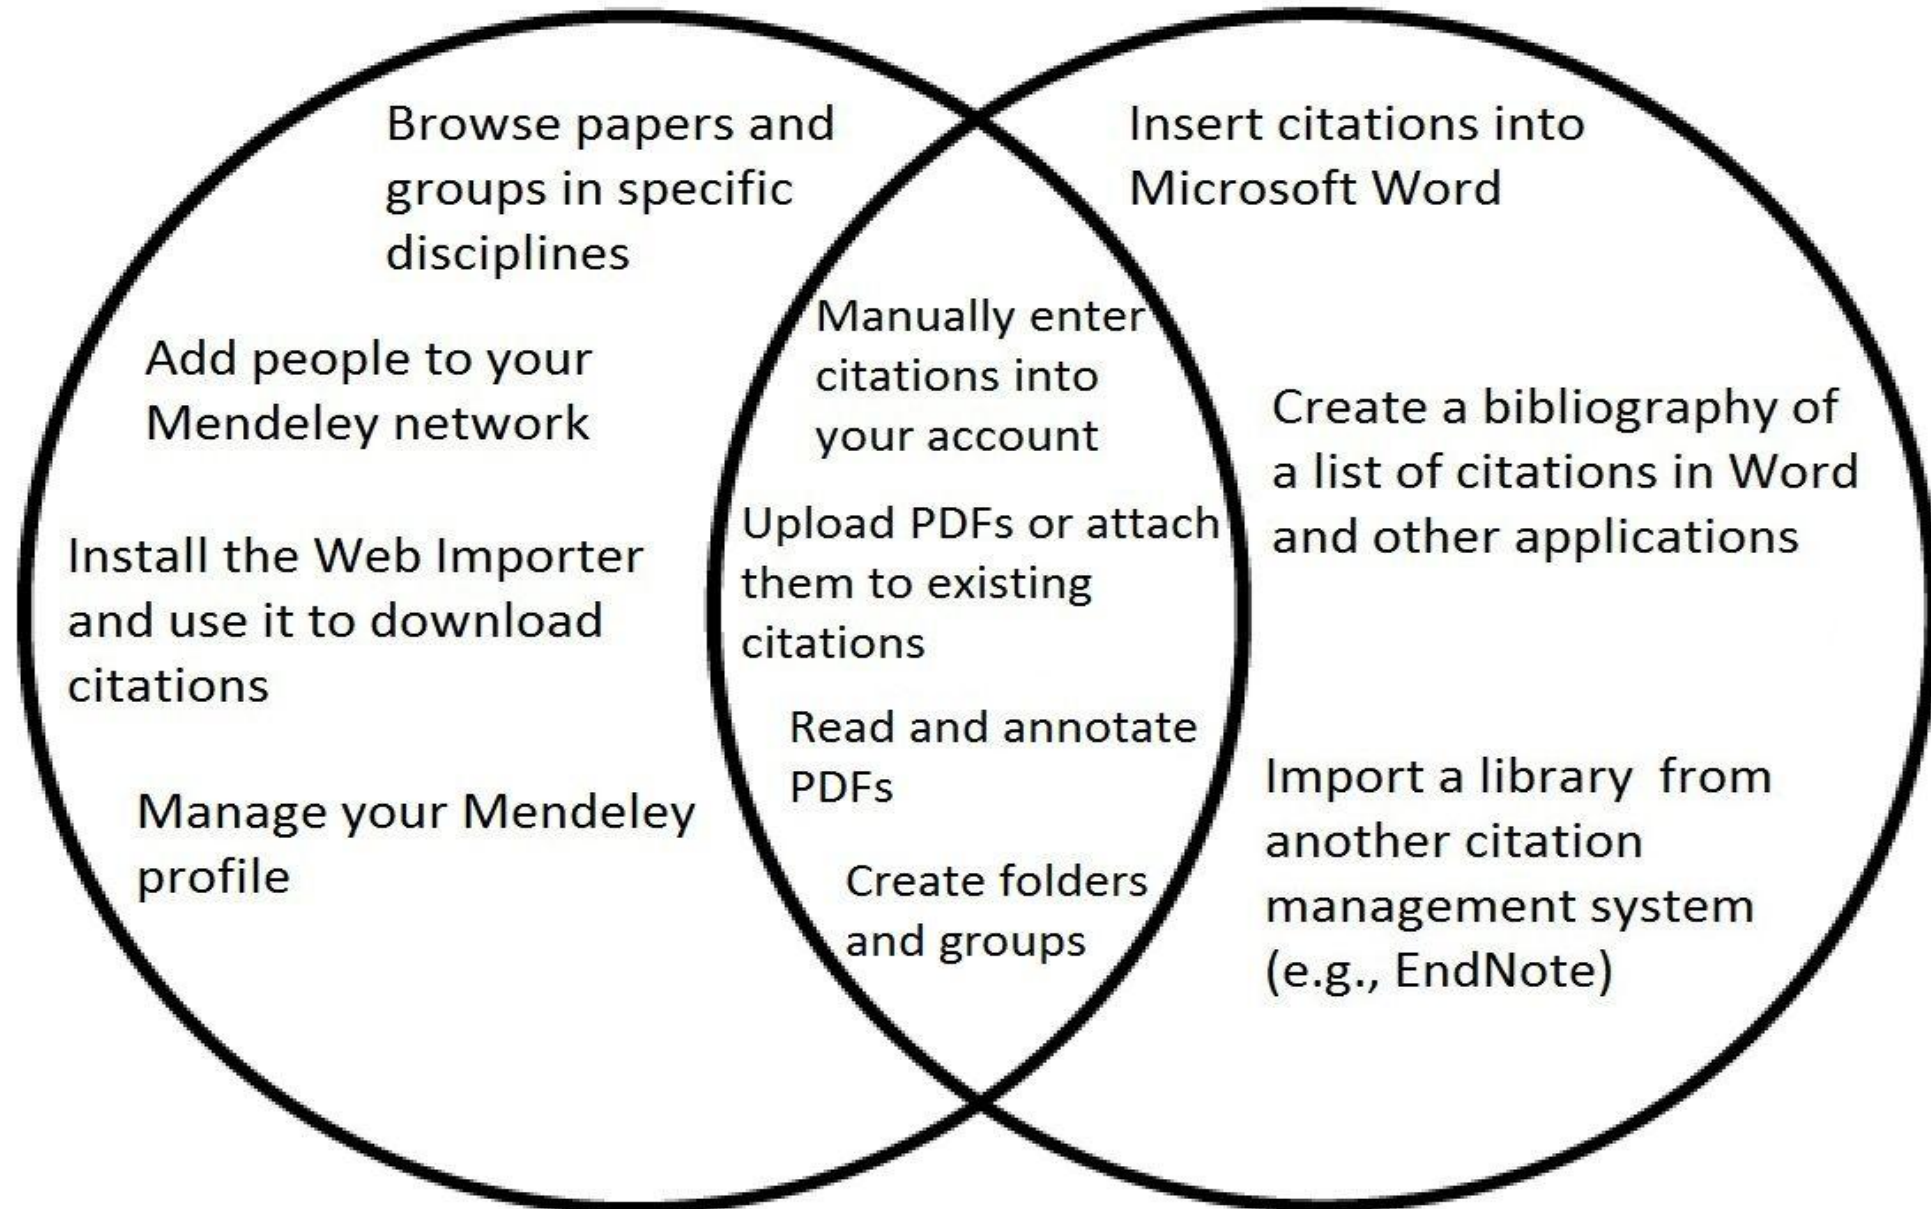 Browse papers and
groups in specific
disciplines
Add people to your
Mendeley network
Install the Web Importer
and use it to download
citations
Manage your Mendeley
profile
Manually enter
citations into
your account
Upload PDFs or attach
them to existing
citations
Read and annotate
PDFs
Create folders
and groups
Insert citations into
Microsoft Word
Create a bibliography of
a list of citations in Word
and other applications
Import a library  from
another citation
management system
(e.g., EndNote)